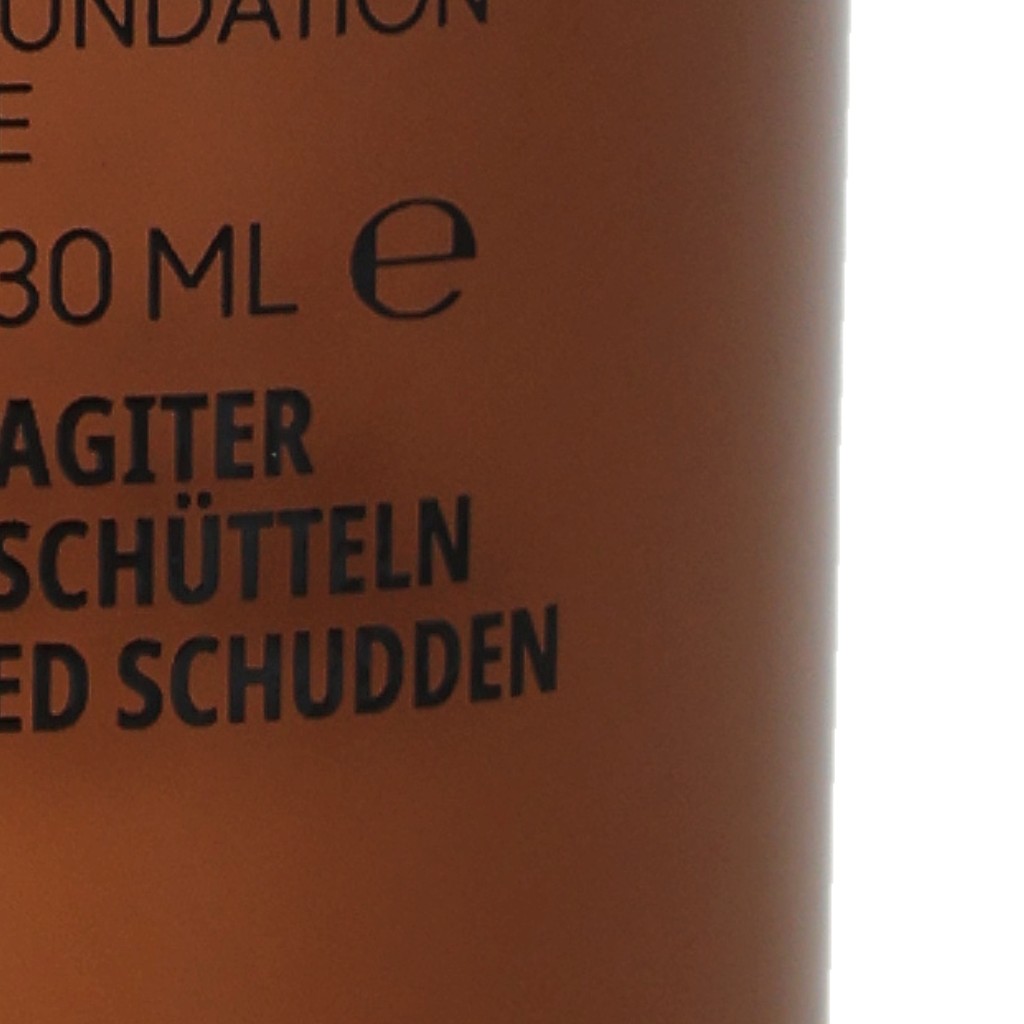 UNDATION
E
30 ML ℮
AGITER
SCHÜTTELN
ED SCHUDDEN